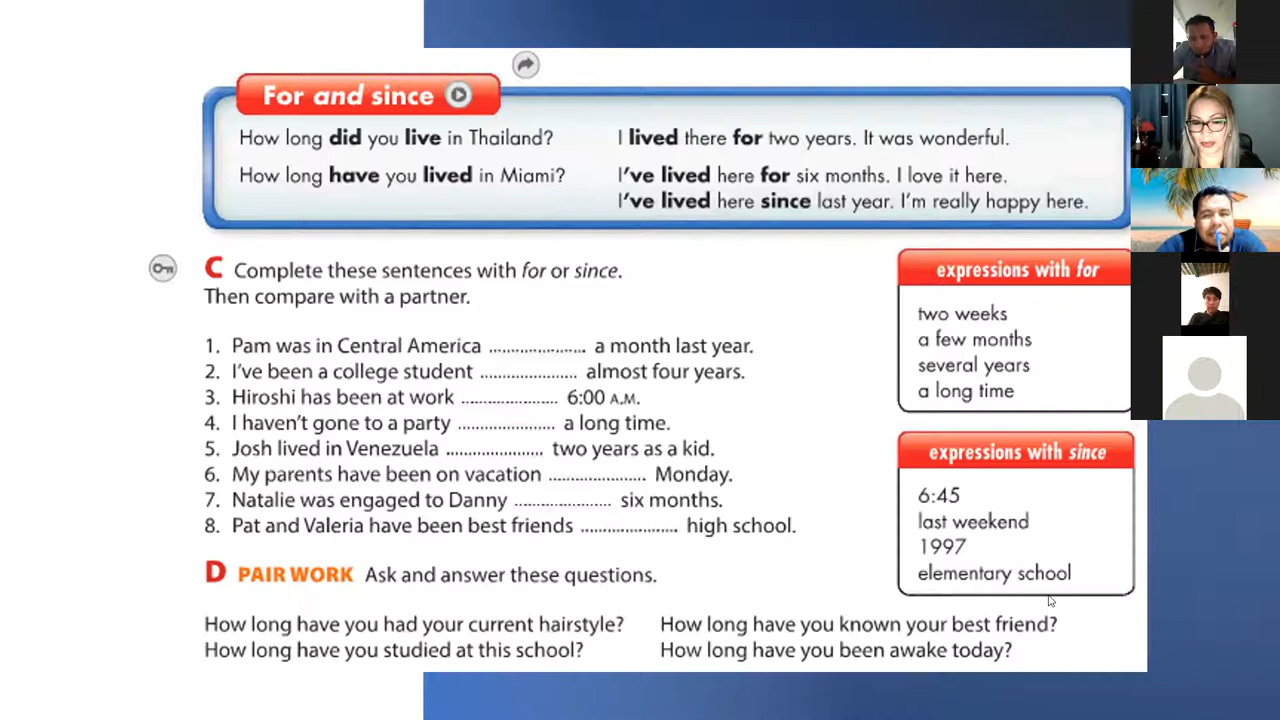 For and since
How long did you live in Thailand? I lived there for two years. It was wonderful.
How long have you lived in Miami? I've lived here for six months. I love it here.
I've lived here since last year. I'm really happy here.
C Complete these sentences with for or since.
Then compare with a partner.
1. Pam was in Central America ..................... a month last year.
2. I've been a college student ..................... almost four years.
3. Hiroshi has been at work ..................... 6:00 A.M.
4. I haven't gone to a party ..................... a long time.
5. Josh lived in Venezuela ..................... two years as a kid.
6. My parents have been on vacation ..................... Monday.
7. Natalie was engaged to Danny ..................... six months.
8. Pat and Valeria have been best friends ..................... high school.
expressions with for
two weeks
a few months
several years
a long time
expressions with since
6:45
last weekend
1997
elementary school
D PAIR WORK Ask and answer these questions.
How long have you had your current hairstyle? How long have you known your best friend?
How long have you studied at this school? How long have you been awake today?